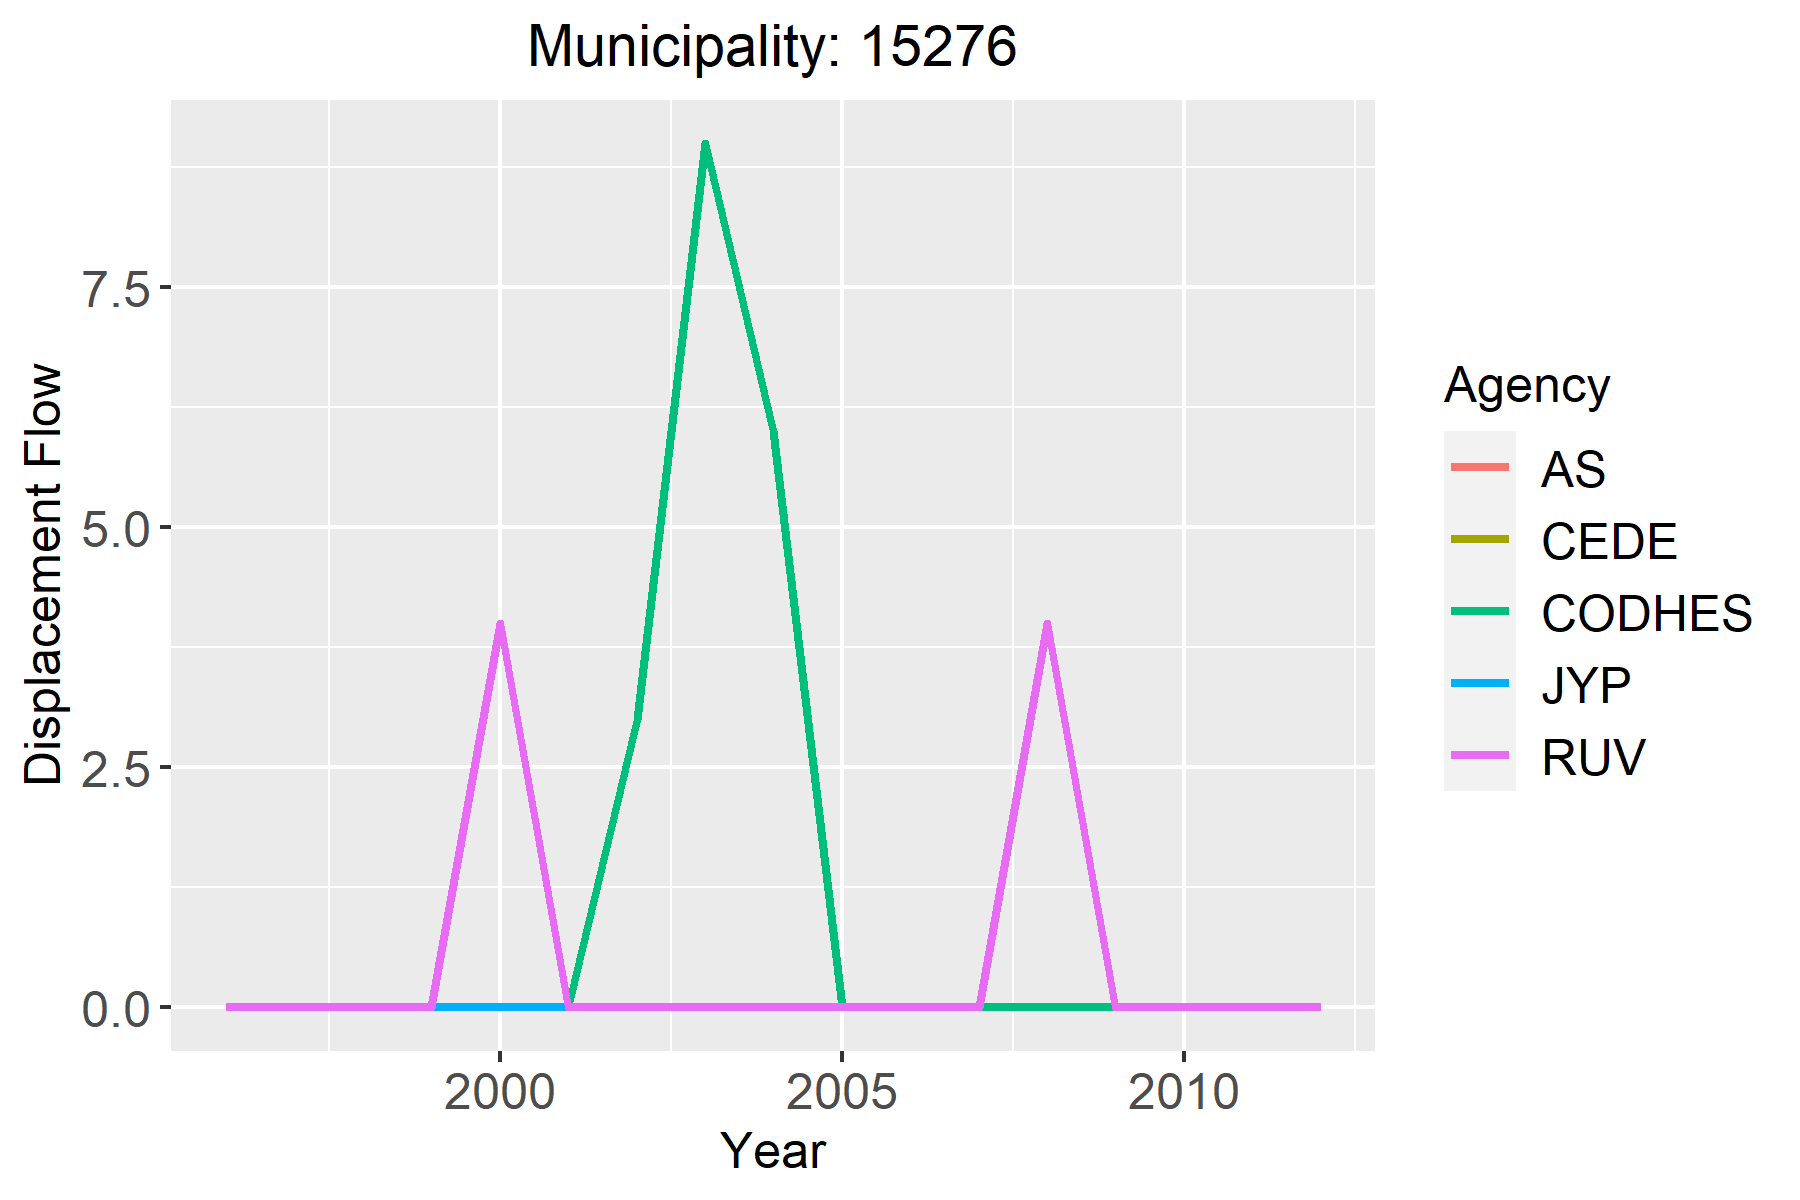 Municipality: 15276
Displacement Flow
7.5
5.0
2.5
0.0
2000 2005 2010
Year
Agency
AS
CEDE
CODHES
JYP
RUV